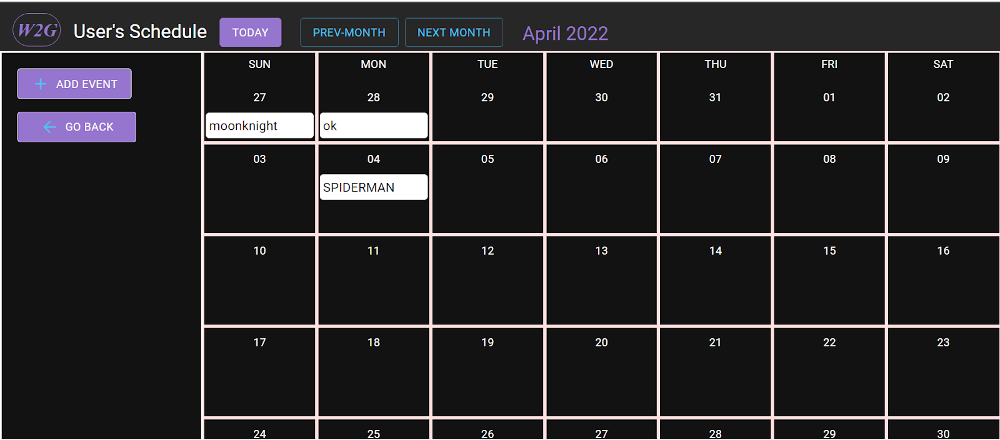 W2G User's Schedule TODAY PREV-MONTH NEXT MONTH April 2022
ADD EVENT
GO BACK
SUN MON TUE WED THU FRI SAT
27 28 29 30 31 01 02
moonknight ok
03 04 05 06 07 08 09
SPIDERMAN
10 11 12 13 14 15 16
17 18 19 20 21 22 23
24 25 26 27 28 29 30